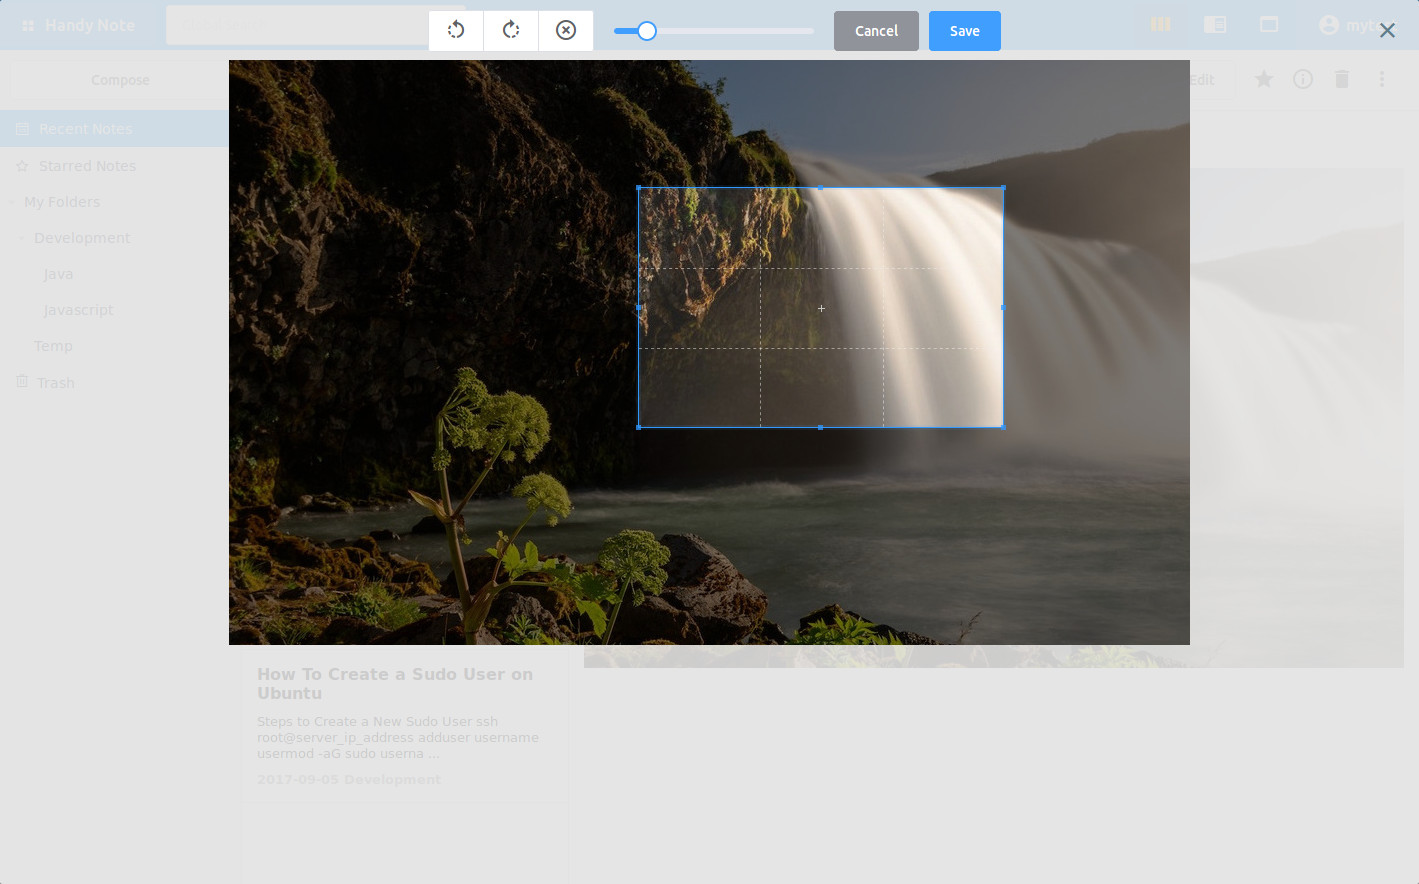 Handy Note
Cancel
Save
Compose
Edit
Recent Notes
Starred Notes
My Folders
Development
Java
Javascript
Temp
Trash
How To Create a Sudo User on
Ubuntu
Steps to Create a New Sudo User ssh
root@server_ip_address adduser username
usermod -aG sudo userna ...
2017-09-05 Development